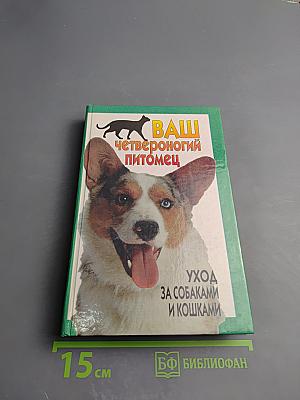 ВАШ
четвероногий
питомец
УХОД
ЗА СОБАКАМИ
И КОШКАМИ
15 см
БФ БИБЛИОФАН